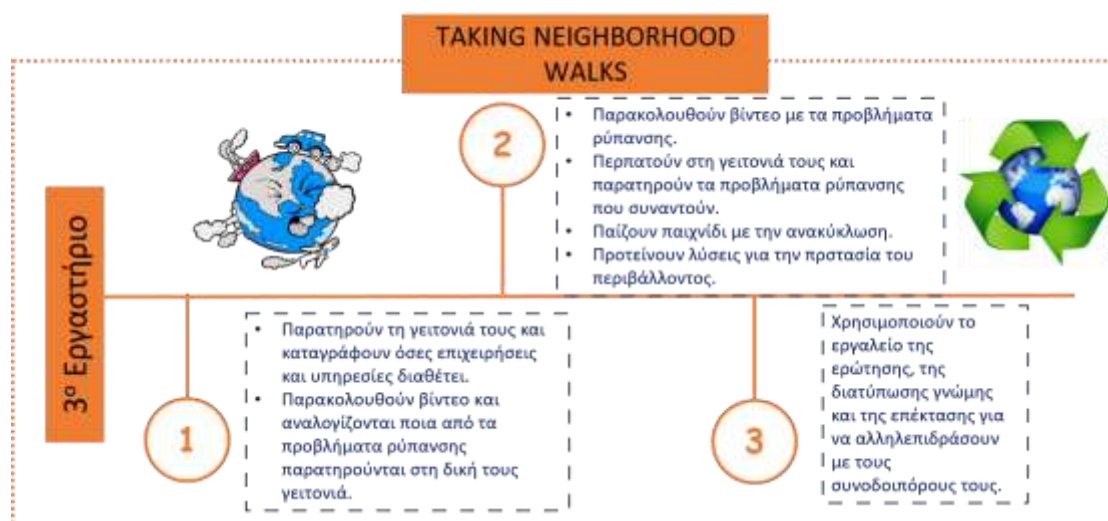 TAKING NEIGHBORHOOD
WALKS
3ο Εργαστήριο
1
• Παρατηρούν τη γειτονιά τους και
καταγράφουν όσες επιχειρήσεις
και υπηρεσίες διαθέτει.
• Παρακολουθούν βίντεο και
αναλογίζονται ποια από τα
προβλήματα ρύπανσης
παρατηρούνται στη δική τους
γειτονιά.
2
• Παρακολουθούν βίντεο με τα προβλήματα
ρύπανσης.
• Περπατούν στη γειτονιά τους και
παρατηρούν τα προβλήματα ρύπανσης
που συναντούν.
• Παίζουν παιχνίδι με την ανακύκλωση.
• Προτείνουν λύσεις για την πρστασία του
περιβάλλοντος.
3
Χρησιμοποιούν το
εργαλείο της
ερώτησης, της
διατύπωσης γνώμης
και της επέκτασης για
να αλληλεπιδράσουν
με τους
συνοδοιπόρους τους.